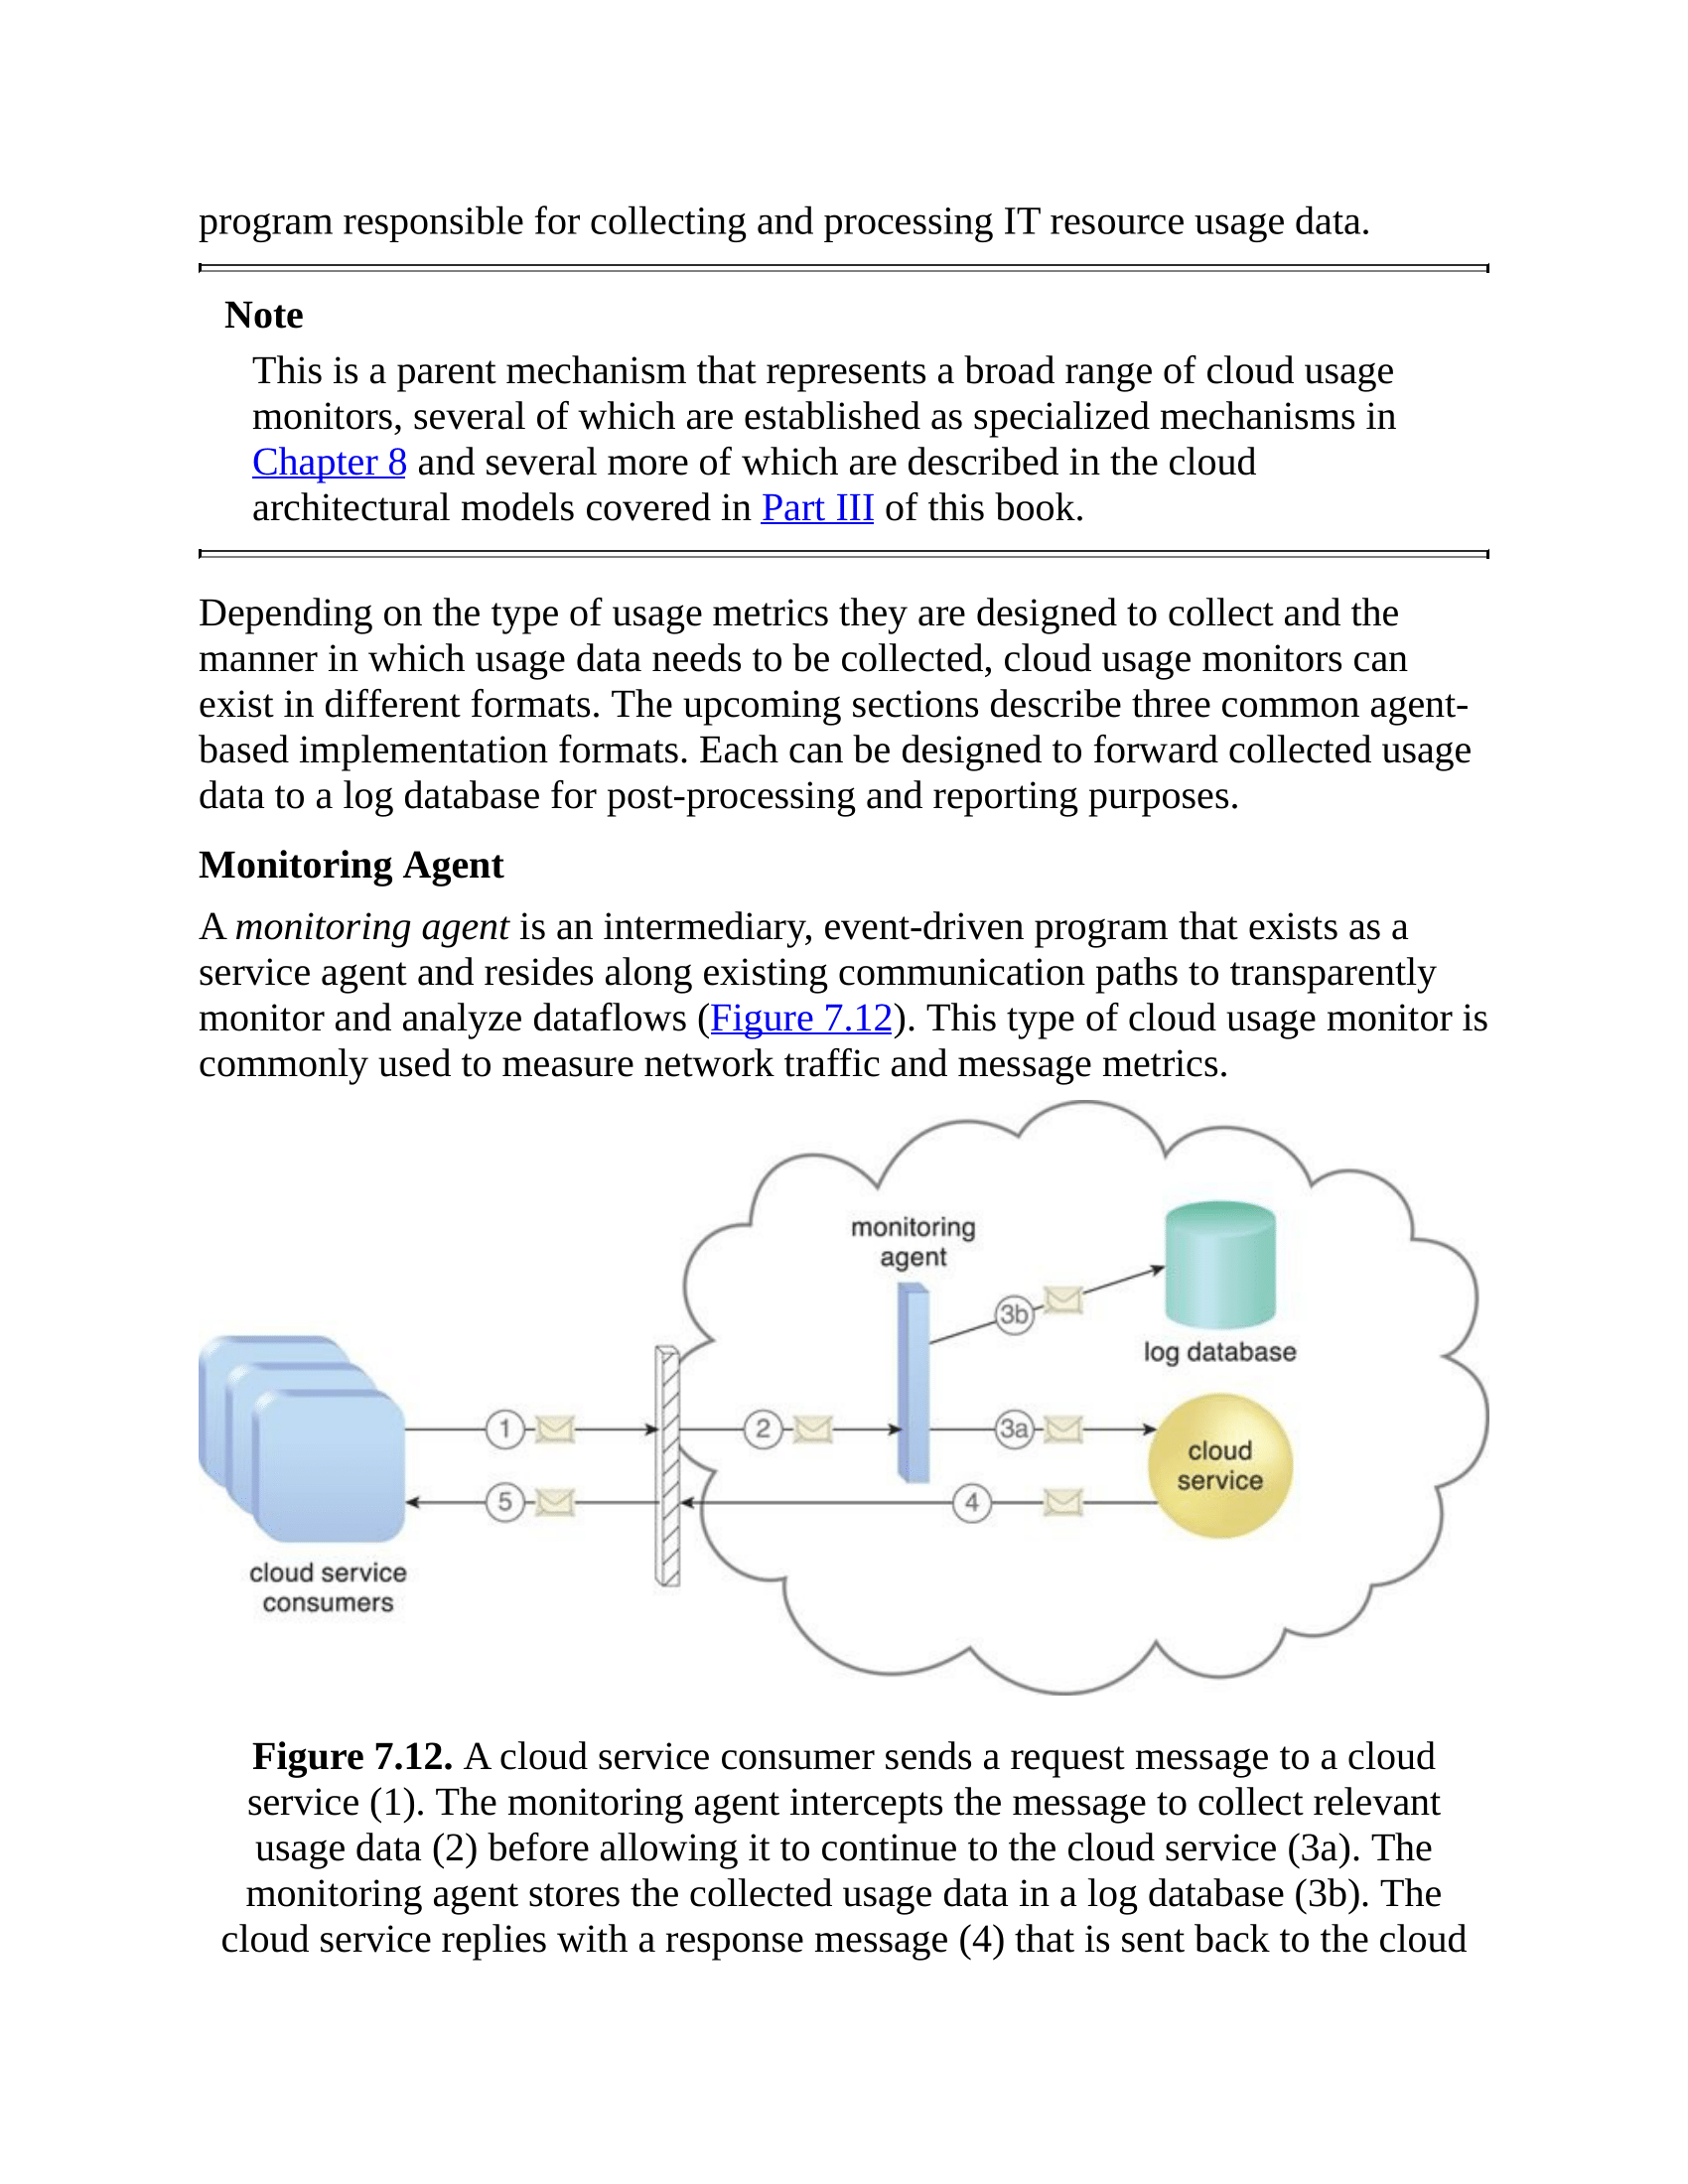 program responsible for collecting and processing IT resource usage data.
Note
This is a parent mechanism that represents a broad range of cloud usage
monitors, several of which are established as specialized mechanisms in
Chapter 8 and several more of which are described in the cloud
architectural models covered in Part III of this book.
Depending on the type of usage metrics they are designed to collect and the
manner in which usage data needs to be collected, cloud usage monitors can
exist in different formats. The upcoming sections describe three common agent-
based implementation formats. Each can be designed to forward collected usage
data to a log database for post-processing and reporting purposes.
Monitoring Agent
A monitoring agent is an intermediary, event-driven program that exists as a
service agent and resides along existing communication paths to transparently
monitor and analyze dataflows (Figure 7.12). This type of cloud usage monitor is
commonly used to measure network traffic and message metrics.
monitoring
agent
3b
log database
1
2
3a
cloud
service
5
4
cloud service
consumers
Figure 7.12. A cloud service consumer sends a request message to a cloud
service (1). The monitoring agent intercepts the message to collect relevant
usage data (2) before allowing it to continue to the cloud service (3a). The
monitoring agent stores the collected usage data in a log database (3b). The
cloud service replies with a response message (4) that is sent back to the cloud